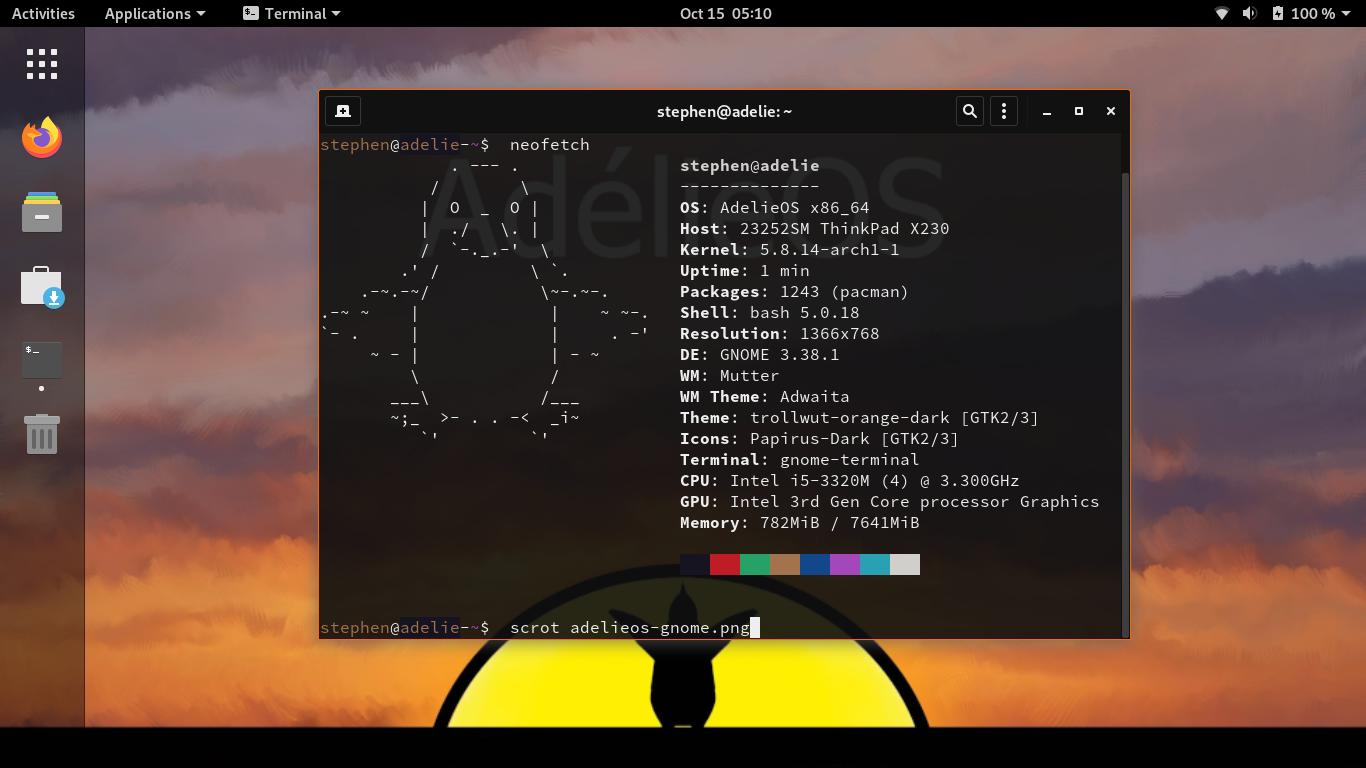 Activities Applications Terminal Oct 15 05:10 100 %
stephen@adelie: ~
stephen@adelie-~$ neofetch
AdélieOS
stephen@adelie
--------------
OS: AdelieOS x86_64
Host: 23252SM ThinkPad X230
Kernel: 5.8.14-arch1-1
Uptime: 1 min
Packages: 1243 (pacman)
Shell: bash 5.0.18
Resolution: 1366x768
DE: GNOME 3.38.1
WM: Mutter
WM Theme: Adwaita
Theme: trollwut-orange-dark [GTK2/3]
Icons: Papirus-Dark [GTK2/3]
Terminal: gnome-terminal
CPU: Intel i5-3320M (4) @ 3.300GHz
GPU: Intel 3rd Gen Core processor Graphics
Memory: 782MiB / 7641MiB
stephen@adelie-~$ scrot adelieos-gnome.png